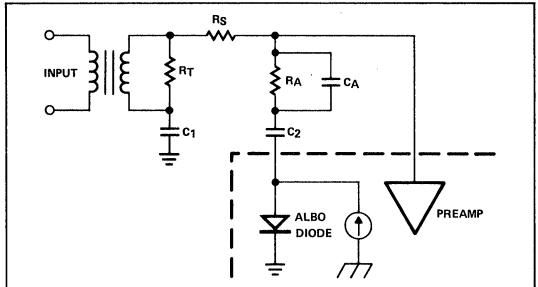 RS
INPUT
RT
RA
CA
C1
C2
ALBO
DIODE
PREAMP